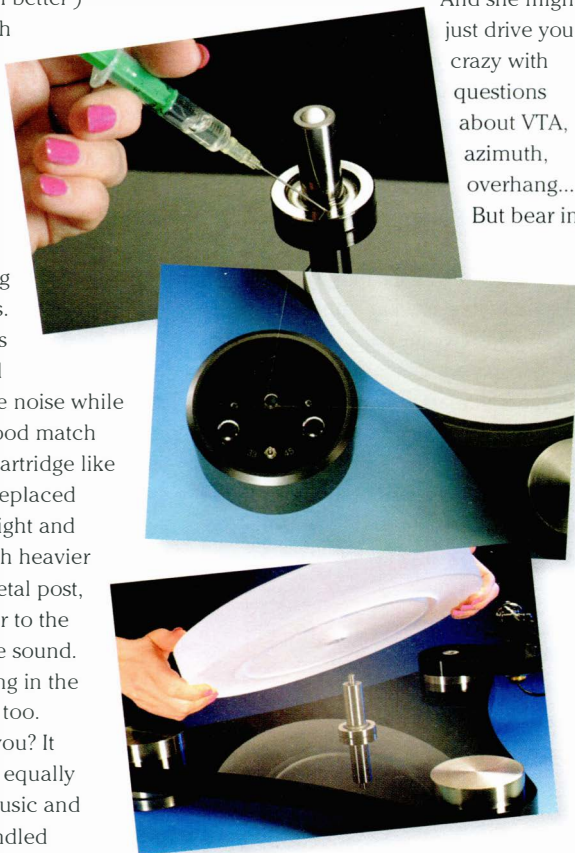 n better")
h
g
s.
s
e noise while
ood match
artridge like
eplaced
ight and
h heavier
etal post,
r to the
e sound.
ng in the
too.
you? It
equally
usic and
ndled
And she might
just drive you
crazy with
questions
about VTA,
azimuth,
overhang...
But bear in